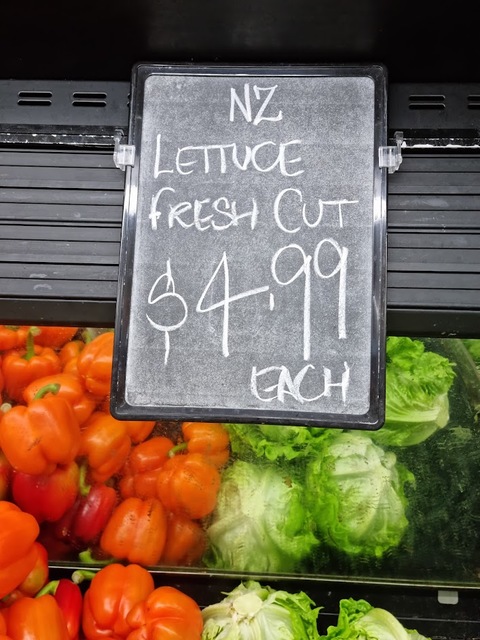 NZ
LETTUCE
FRESH CUT
$4.99
EACH